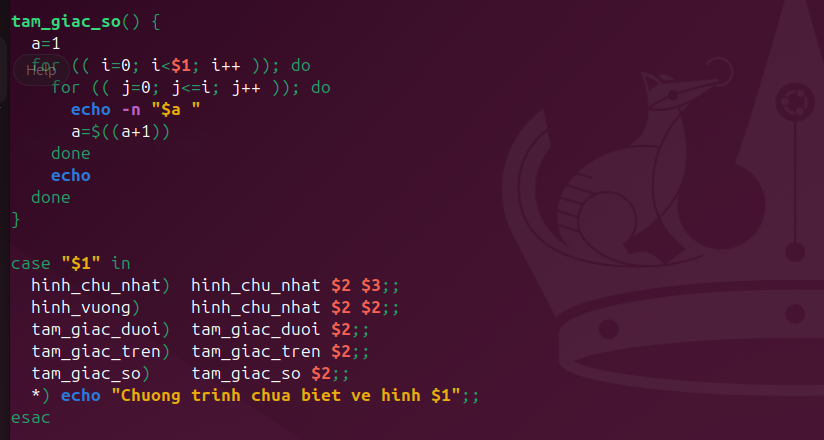 tam_giac_so() {
  a=1
  for (( i=0; i<$1; i++ )); do
Help
    for (( j=0; j<=i; j++ )); do
      echo -n "$a "
      a=$((a+1))
    done
    echo
  done
}

case "$1" in
  hinh_chu_nhat)  hinh_chu_nhat $2 $3;;
  hinh_vuong)     hinh_chu_nhat $2 $2;;
  tam_giac_duoi)  tam_giac_duoi $2;;
  tam_giac_tren)  tam_giac_tren $2;;
  tam_giac_so)    tam_giac_so $2;;
  *) echo "Chuong trinh chua biet ve hinh $1";;
esac